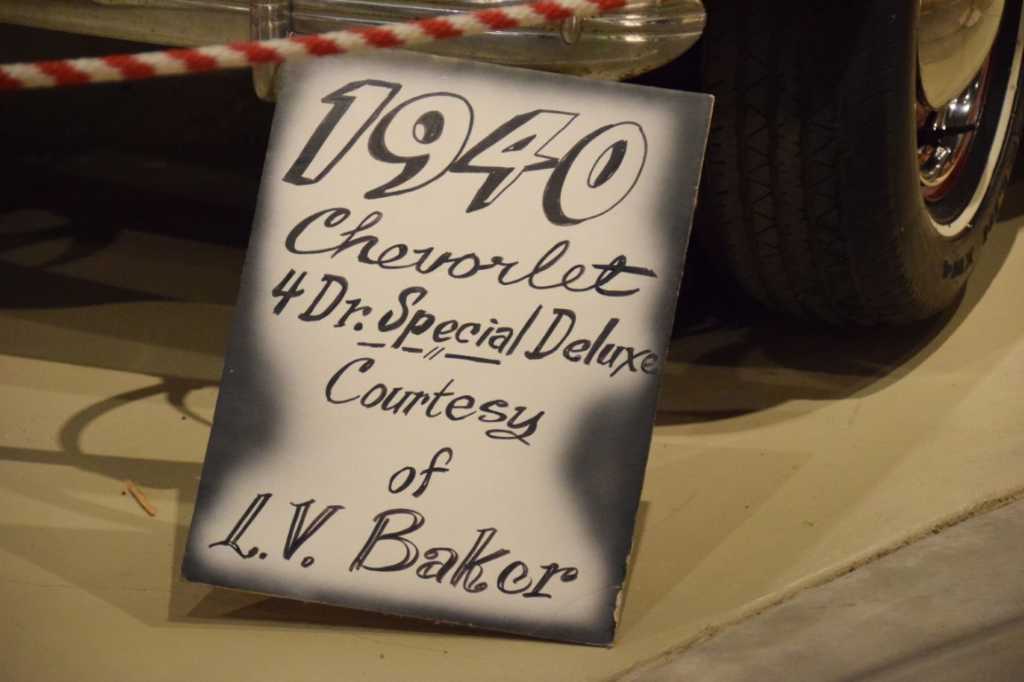 1940
Chevorlet
4 Dr. Special Deluxe
Courtesy
of
L.V. Baker